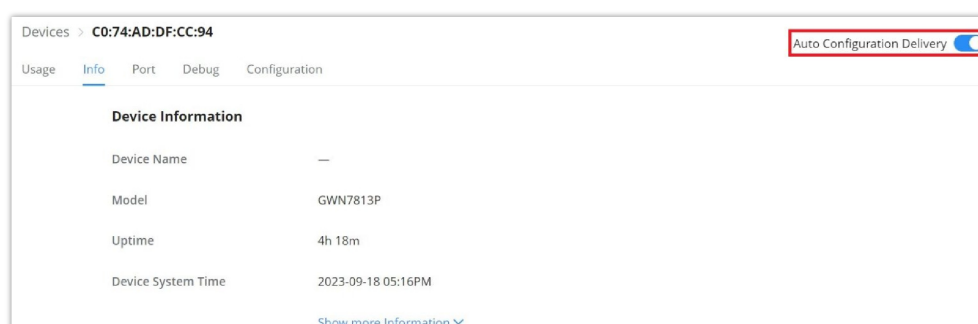 Devices > C0:74:AD:DF:CC:94
Auto Configuration Delivery
Usage Info Port Debug Configuration
Device Information
Device Name —
Model GWN7813P
Uptime 4h 18m
Device System Time 2023-09-18 05:16PM
Show more Information